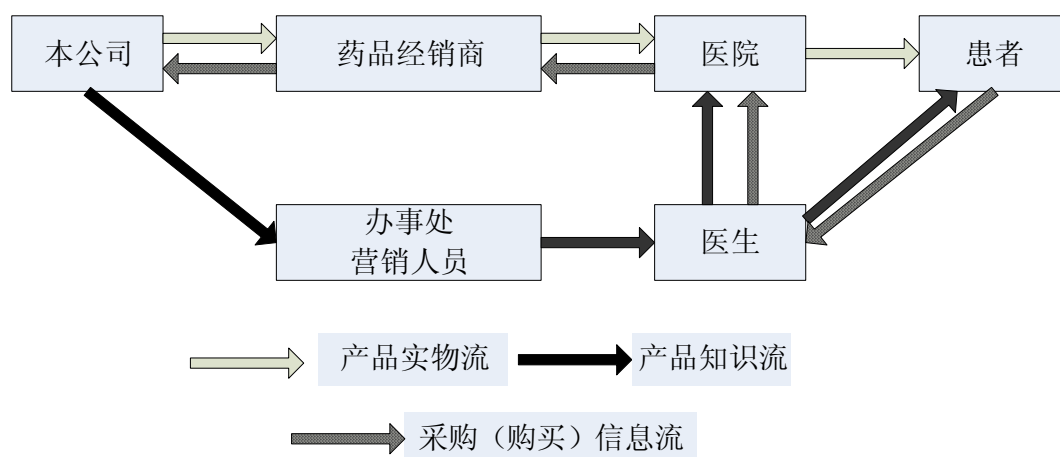 本公司
药品经销商
医院
患者
办事处
营销人员
医生
产品实物流
产品知识流
采购（购买）信息流